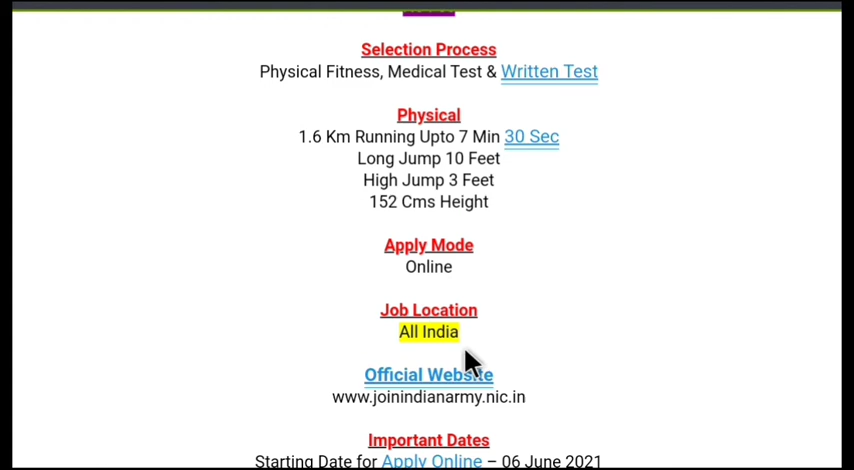 Selection Process
Physical Fitness, Medical Test & Written Test
Physical
1.6 Km Running Upto 7 Min 30 Sec
Long Jump 10 Feet
High Jump 3 Feet
152 Cms Height
Apply Mode
Online
Job Location
All India
Official Website
www.joinindianarmy.nic.in
Important Dates
Starting Date for Apply Online – 06 June 2021